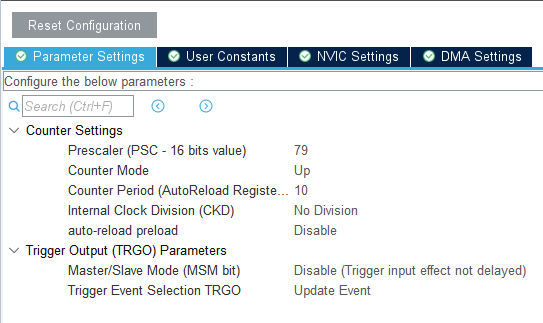 Reset Configuration
Parameter Settings User Constants NVIC Settings DMA Settings
Configure the below parameters :
Search (Ctrl+F)
Counter Settings
Prescaler (PSC - 16 bits value) 79
Counter Mode Up
Counter Period (AutoReload Registe... 10
Internal Clock Division (CKD) No Division
auto-reload preload Disable
Trigger Output (TRGO) Parameters
Master/Slave Mode (MSM bit) Disable (Trigger input effect not delayed)
Trigger Event Selection TRGO Update Event